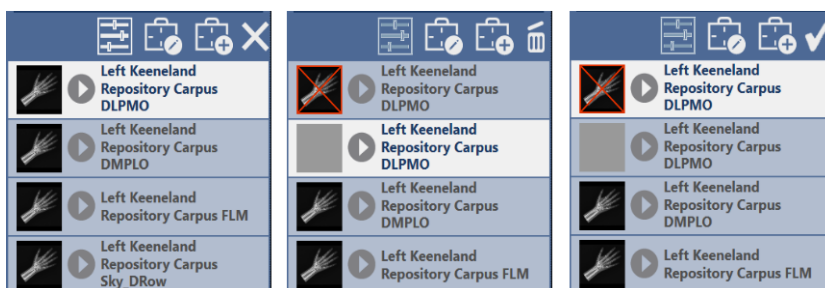 Left Keeneland
Repository Carpus
DLPMO
Left Keeneland
Repository Carpus
DMPLO
Left Keeneland
Repository Carpus FLM
Left Keeneland
Repository Carpus
Sky_DRow
Left Keeneland
Repository Carpus
DLPMO
Left Keeneland
Repository Carpus
DLPMO
Left Keeneland
Repository Carpus
DMPLO
Left Keeneland
Repository Carpus FLM
Left Keeneland
Repository Carpus
DLPMO
Left Keeneland
Repository Carpus
DLPMO
Left Keeneland
Repository Carpus
DMPLO
Left Keeneland
Repository Carpus FLM